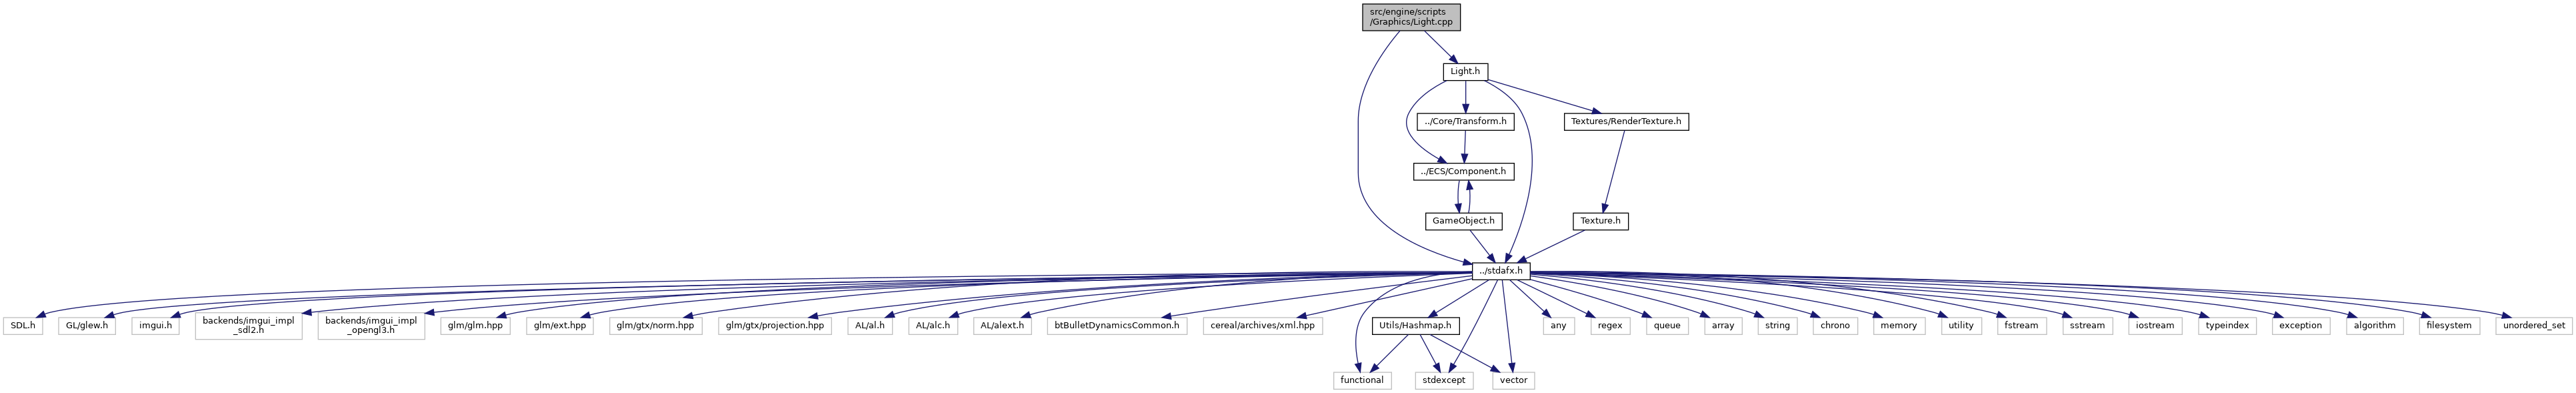 src/engine/scripts
/Graphics/Light.cpp
Light.h
../Core/Transform.h
Textures/RenderTexture.h
../ECS/Component.h
GameObject.h
Texture.h
../stdafx.h
SDL.h
GL/glew.h
imgui.h
backends/imgui_impl
_sdl2.h
backends/imgui_impl
_opengl3.h
glm/glm.hpp
glm/ext.hpp
glm/gtx/norm.hpp
glm/gtx/projection.hpp
AL/al.h
AL/alc.h
AL/alext.h
btBulletDynamicsCommon.h
cereal/archives/xml.hpp
Utils/Hashmap.h
any
regex
queue
array
string
chrono
memory
utility
fstream
sstream
iostream
typeindex
exception
algorithm
filesystem
unordered_set
functional
stdexcept
vector